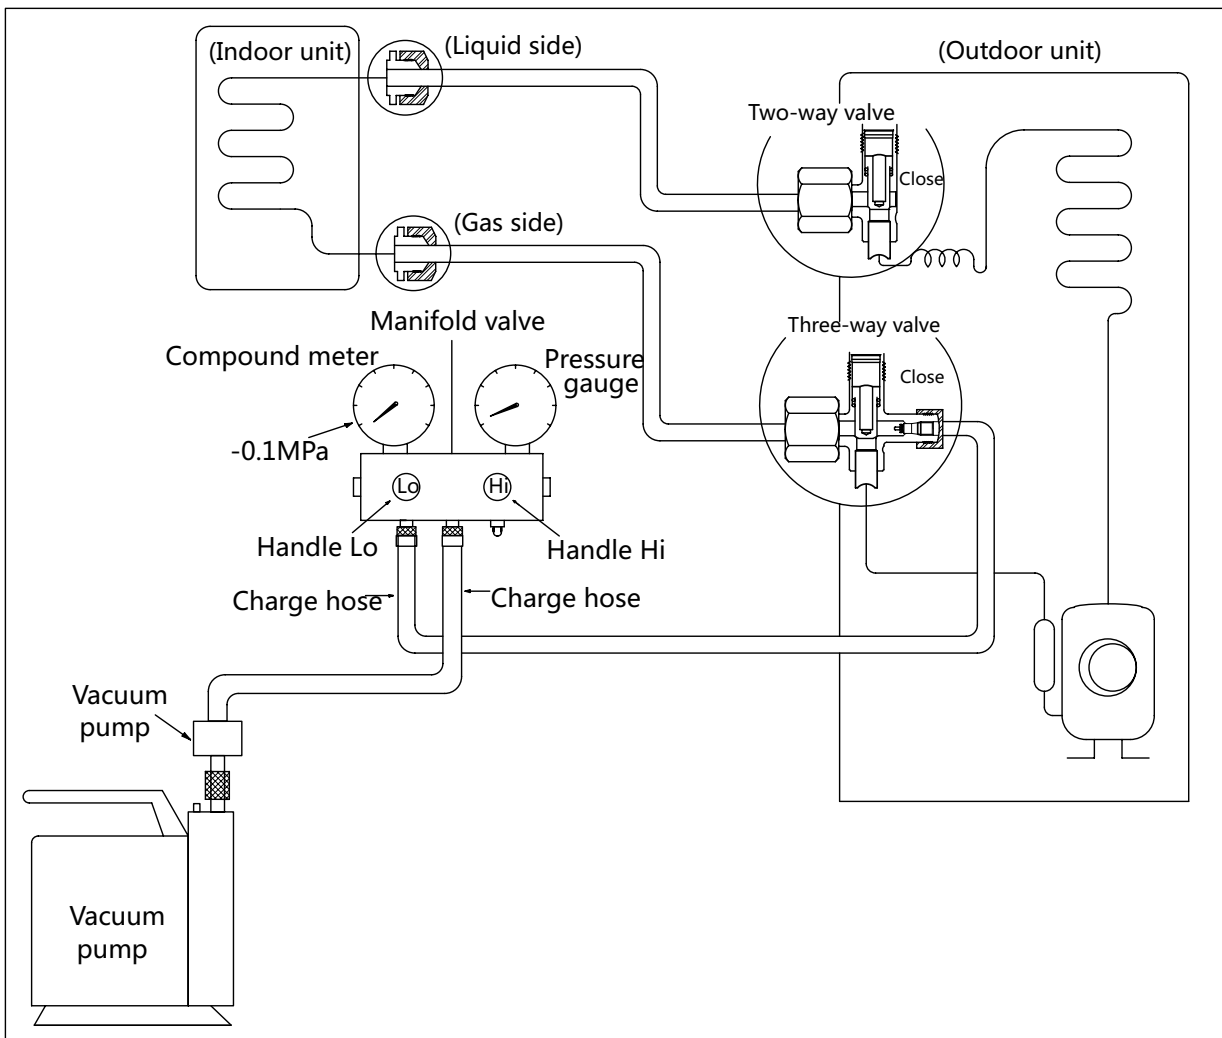 (Indoor unit)
(Liquid side)
(Outdoor unit)
Two-way valve
Close
(Gas side)
Manifold valve
Three-way valve
Compound meter
Pressure
gauge
Close
-0.1MPa
Lo
Hi
Handle Lo
Handle Hi
Charge hose
Charge hose
Vacuum
pump
Vacuum
pump